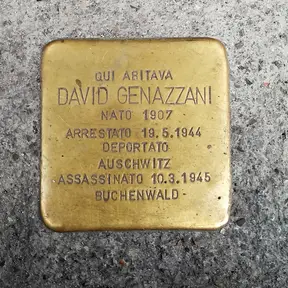 QUI ABITAVA
DAVID GENAZZANI
NATO 1907
ARRESTATO 19.5.1944
DEPORTATO
AUSCHWITZ
ASSASSINATO 10.3.1945
BUCHENWALD